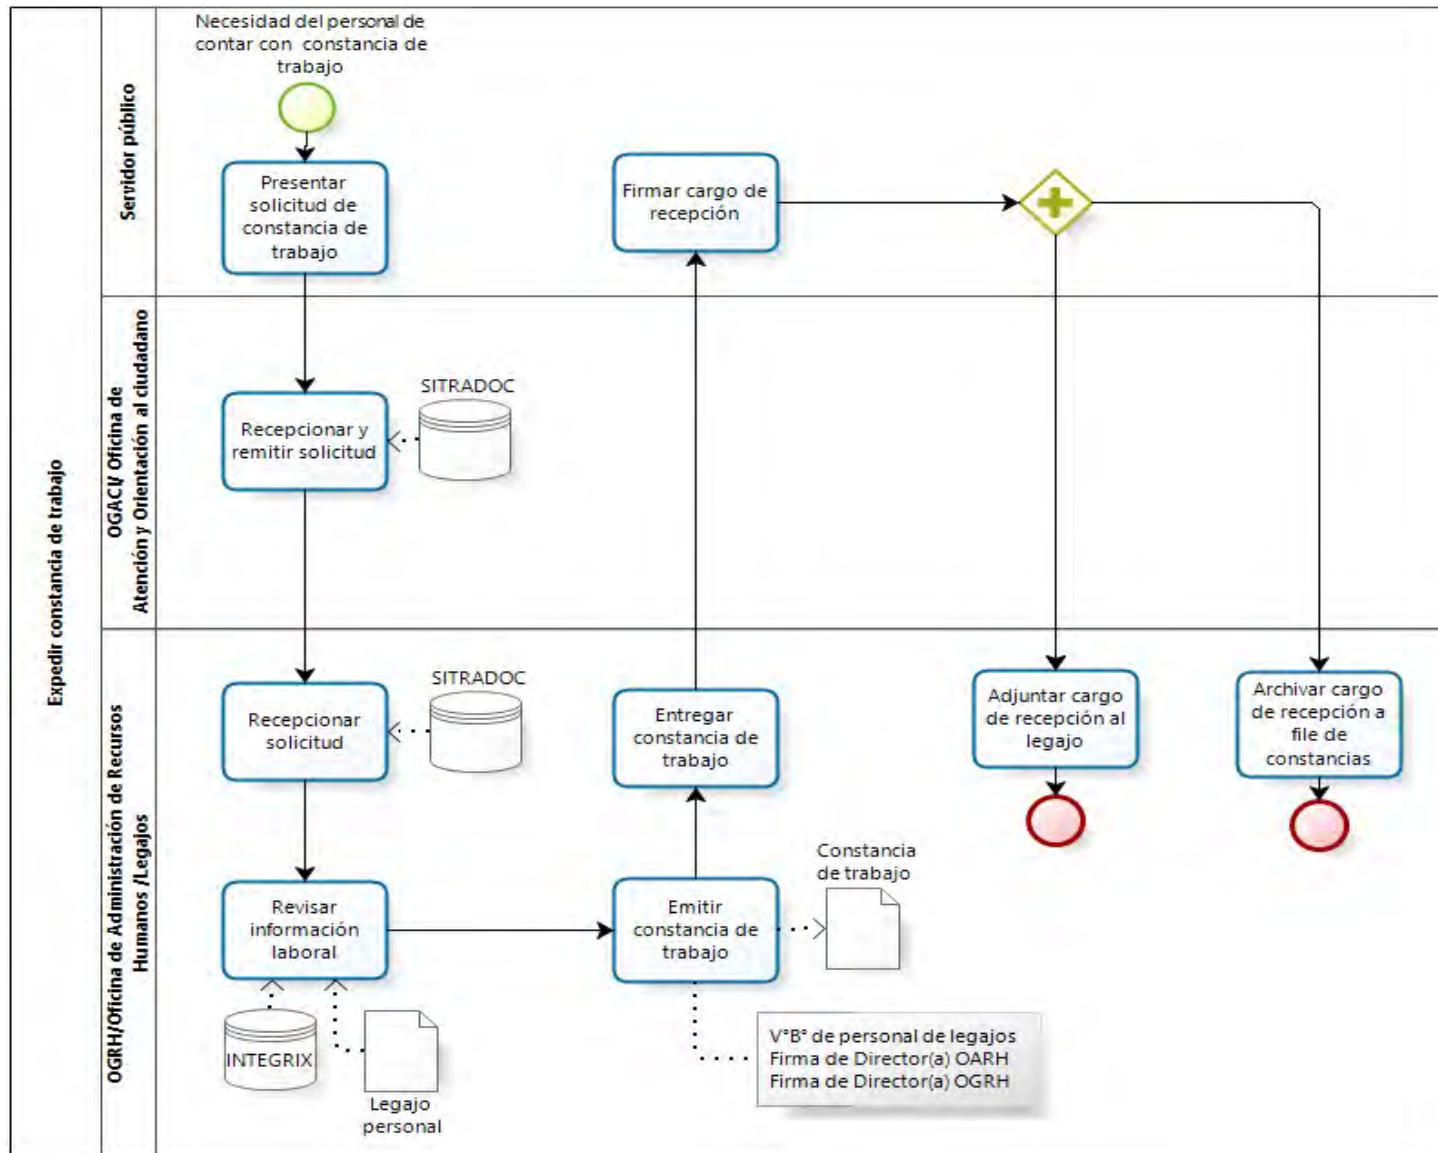 Expedir constancia de trabajo
Servidor público
Necesidad del personal de
contar con constancia de
trabajo
Presentar
solicitud de
constancia de
trabajo
Firmar cargo de
recepción
OGACI/ Oficina de
Atención y Orientación al ciudadano
Recepcionar y
remitir solicitud
SITRADOC
OGRH/Oficina de Administración de Recursos
Humanos /Legajos
Recepcionar
solicitud
SITRADOC
Entregar
constancia de
trabajo
Adjuntar cargo
de recepción al
legajo
Archivar cargo
de recepción a
file de
constancias
Revisar
información
laboral
Emitir
constancia de
trabajo
Constancia
de trabajo
INTEGRIX
Legajo
personal
V°B° de personal de legajos
Firma de Director(a) OARH
Firma de Director(a) OGRH